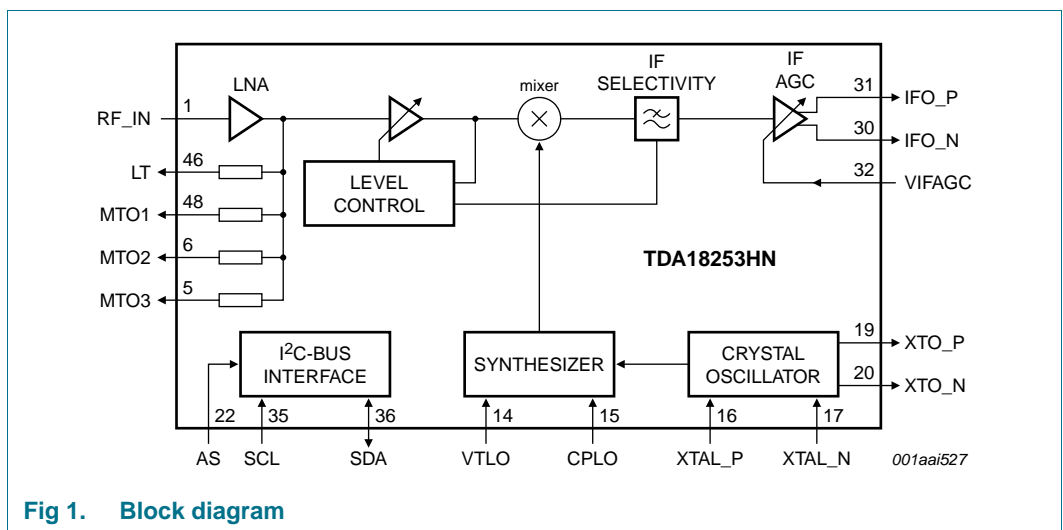 IF
SELECTIVITY
IF
AGC
LNA
mixer
RF_IN
1
31
IFO_P
30
IFO_N
LT
46
32
VIFAGC
LEVEL
CONTROL
MTO1
48
MTO2
6
TDA18253HN
MTO3
5
I2C-BUS
INTERFACE
SYNTHESIZER
CRYSTAL
OSCILLATOR
19
XTO_P
20
XTO_N
22
35
36
14
15
16
17
AS
SCL
SDA
VTLO
CPLO
XTAL_P
XTAL_N
001aai527
Fig 1. Block diagram